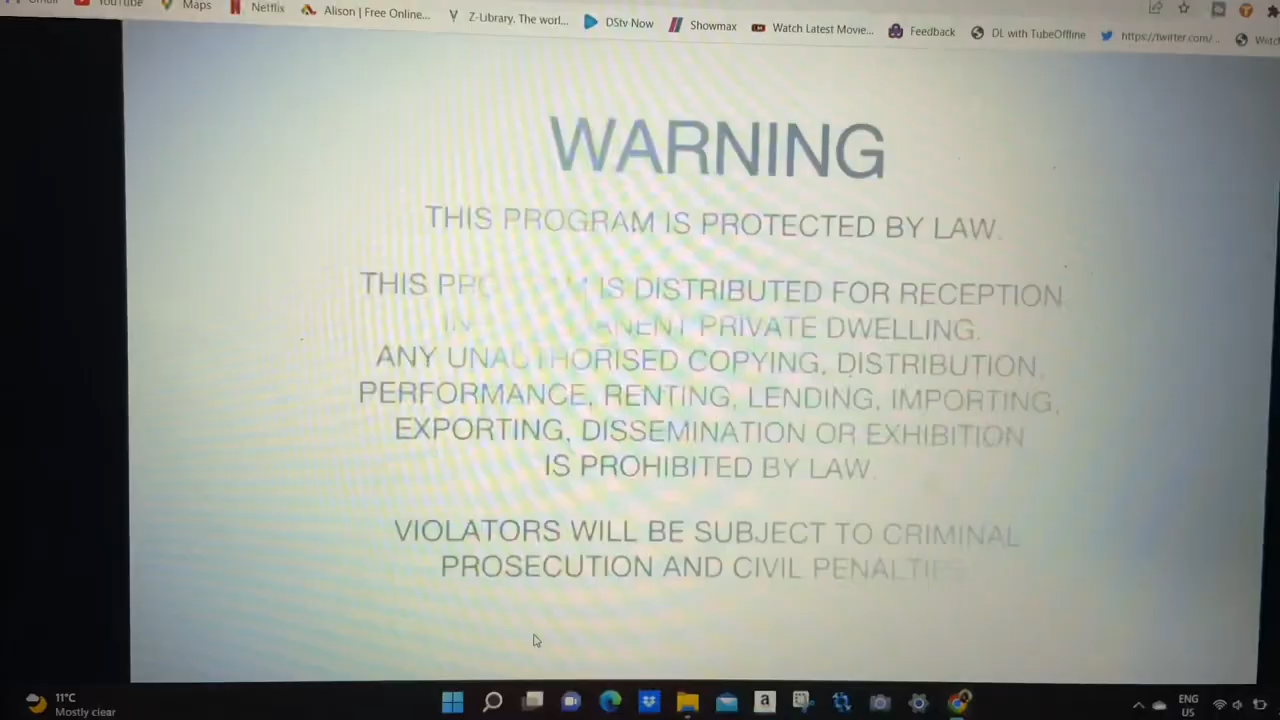 YouTube
Maps
Netflix
Alison | Free Online...
Z-Library. The worl...
DStv Now
Showmax
Watch Latest Movie...
Feedback
DL with TubeOffline
https://twitter.com/...
WARNING
THIS PROGRAM IS PROTECTED BY LAW.
THIS IS DISTRIBUTED FOR RECEPTION
PRIVATE DWELLING.
ANY UNAUTHORISED COPYING, DISTRIBUTION,
PERFORMANCE, RENTING, LENDING, IMPORTING,
EXPORTING, DISSEMINATION OR EXHIBITION
IS PROHIBITED BY LAW.
VIOLATORS WILL BE SUBJECT TO CRIMINAL
PROSECUTION AND CIVIL PENALTIES
11°C
Mostly clear
ENG
US